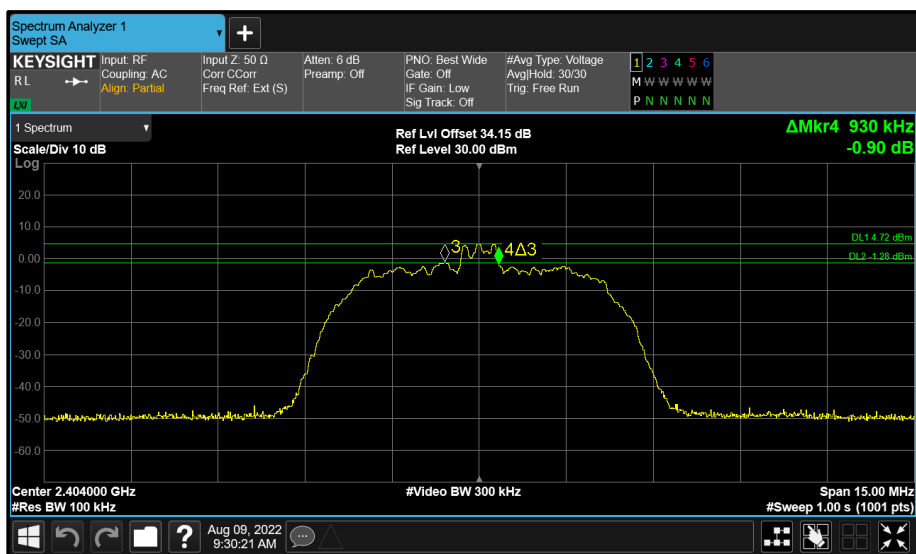 Spectrum Analyzer 1
Swept SA
+
KEYSIGHT
R L
LXI
Input: RF
Coupling: AC
Align: Partial
Input Z: 50 Ω
Corr CCorr
Freq Ref: Ext (S)
Atten: 6 dB
Preamp: Off
PNO: Best Wide
Gate: Off
IF Gain: Low
Sig Track: Off
#Avg Type: Voltage
Avg|Hold: 30/30
Trig: Free Run
1 2 3 4 5 6
M W W W W W
P N N N N N
1 Spectrum
Scale/Div 10 dB
Ref Lvl Offset 34.15 dB
Ref Level 30.00 dBm
ΔMkr4 930 kHz
-0.90 dB
Log
20.0
10.0
0.00
-10.0
-20.0
-30.0
-40.0
-50.0
-60.0
3
4Δ3
DL1 4.72 dBm
DL2 -1.28 dBm
Center 2.404000 GHz
#Res BW 100 kHz
#Video BW 300 kHz
Span 15.00 MHz
#Sweep 1.00 s (1001 pts)
?
Aug 09, 2022
9:30:21 AM